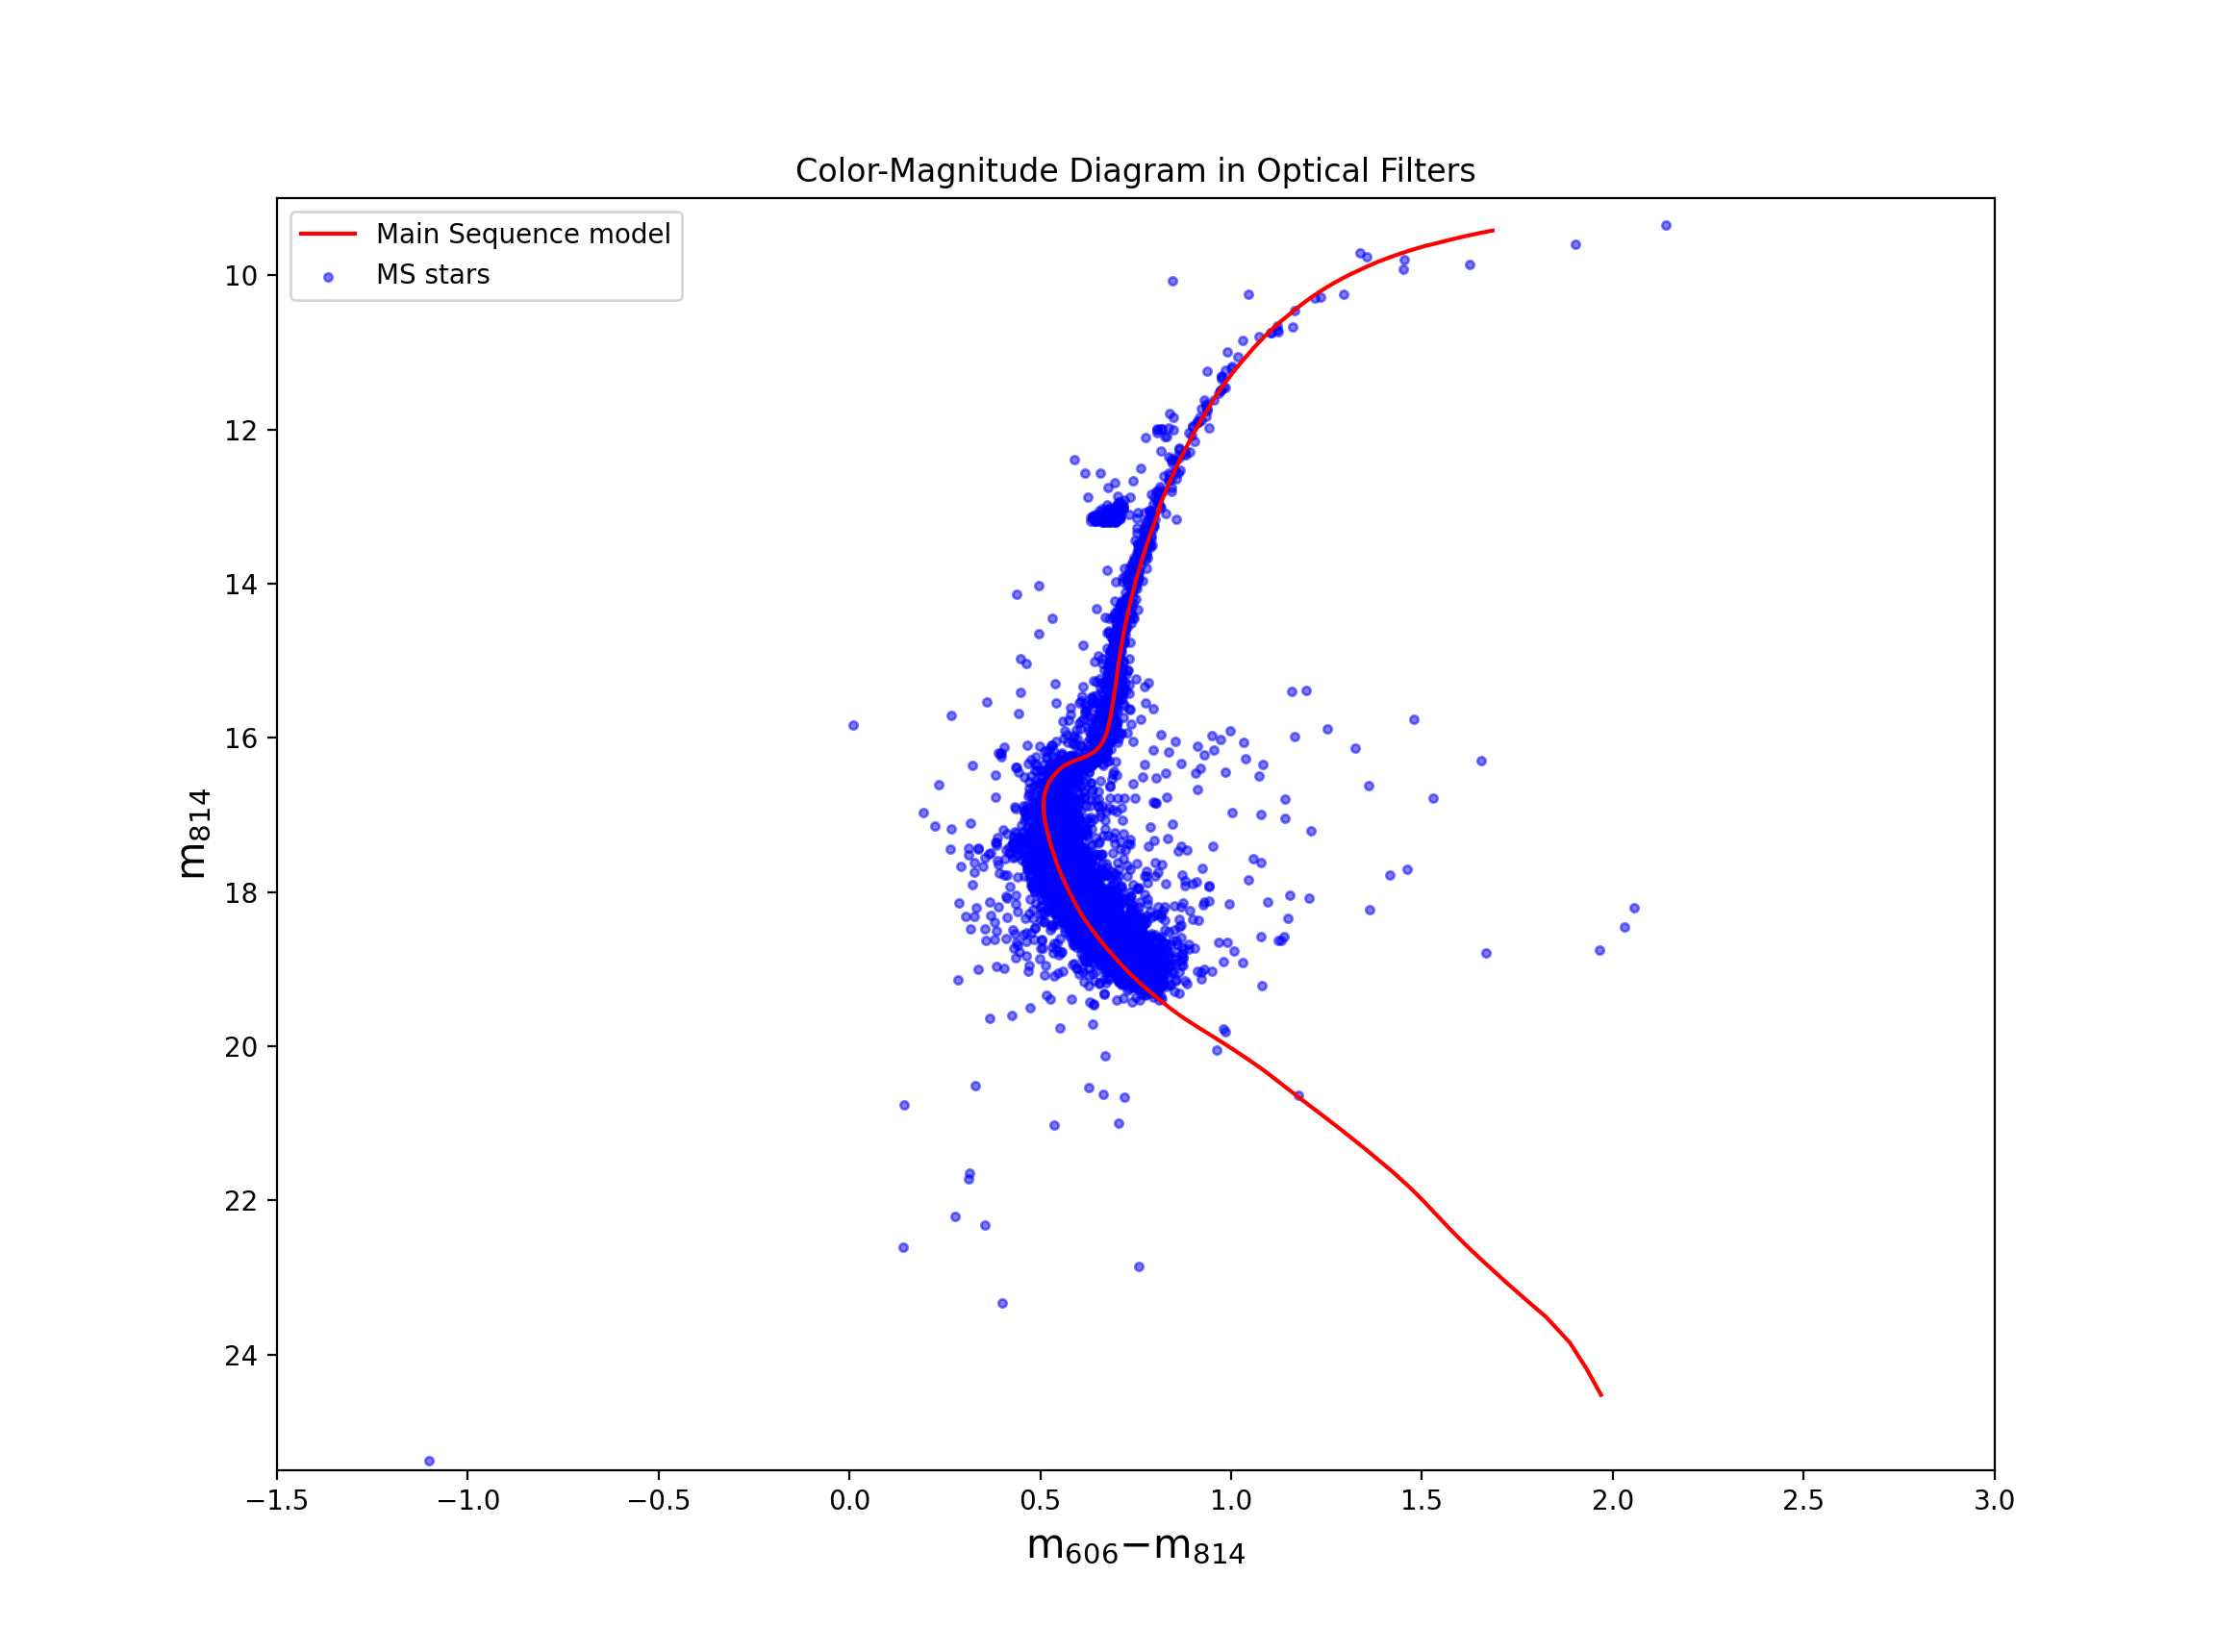 Color-Magnitude Diagram in Optical Filters
Main Sequence model
MS stars
10
12
14
16
18
20
22
24
m814
−1.5 −1.0 −0.5 0.0 0.5 1.0 1.5 2.0 2.5 3.0
m606−m814